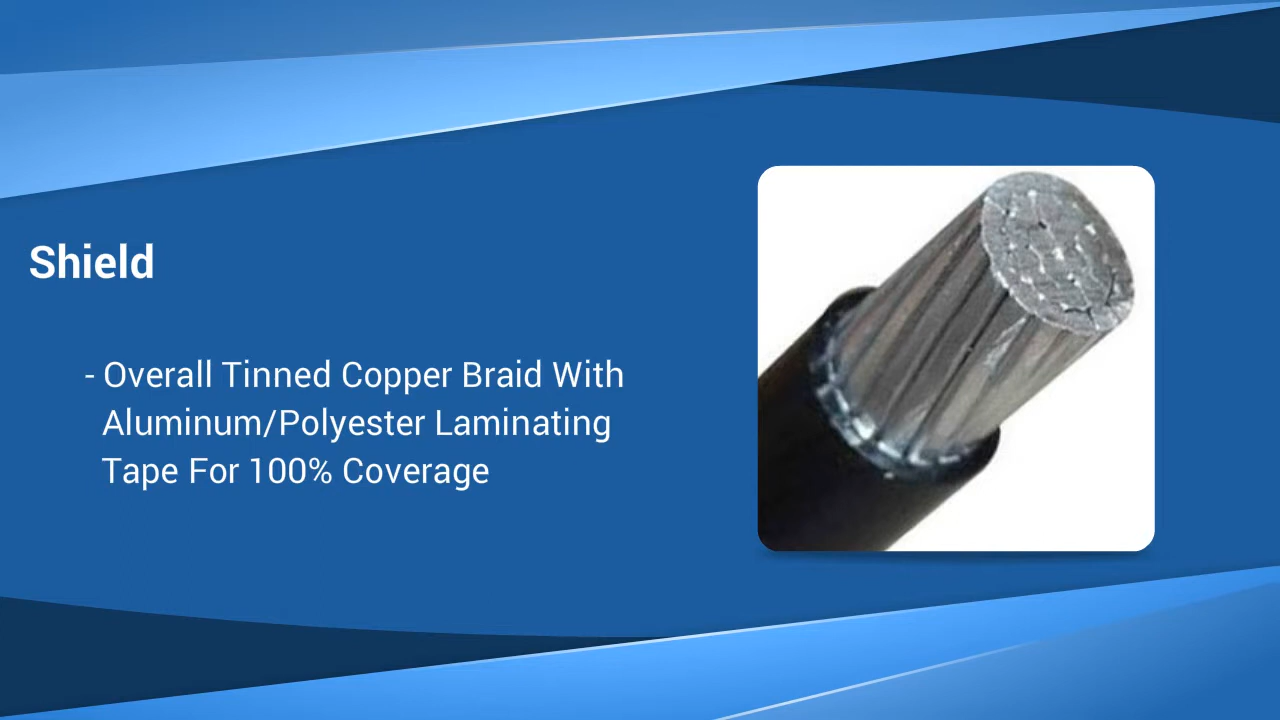 Shield
- Overall Tinned Copper Braid With
Aluminum/Polyester Laminating
Tape For 100% Coverage